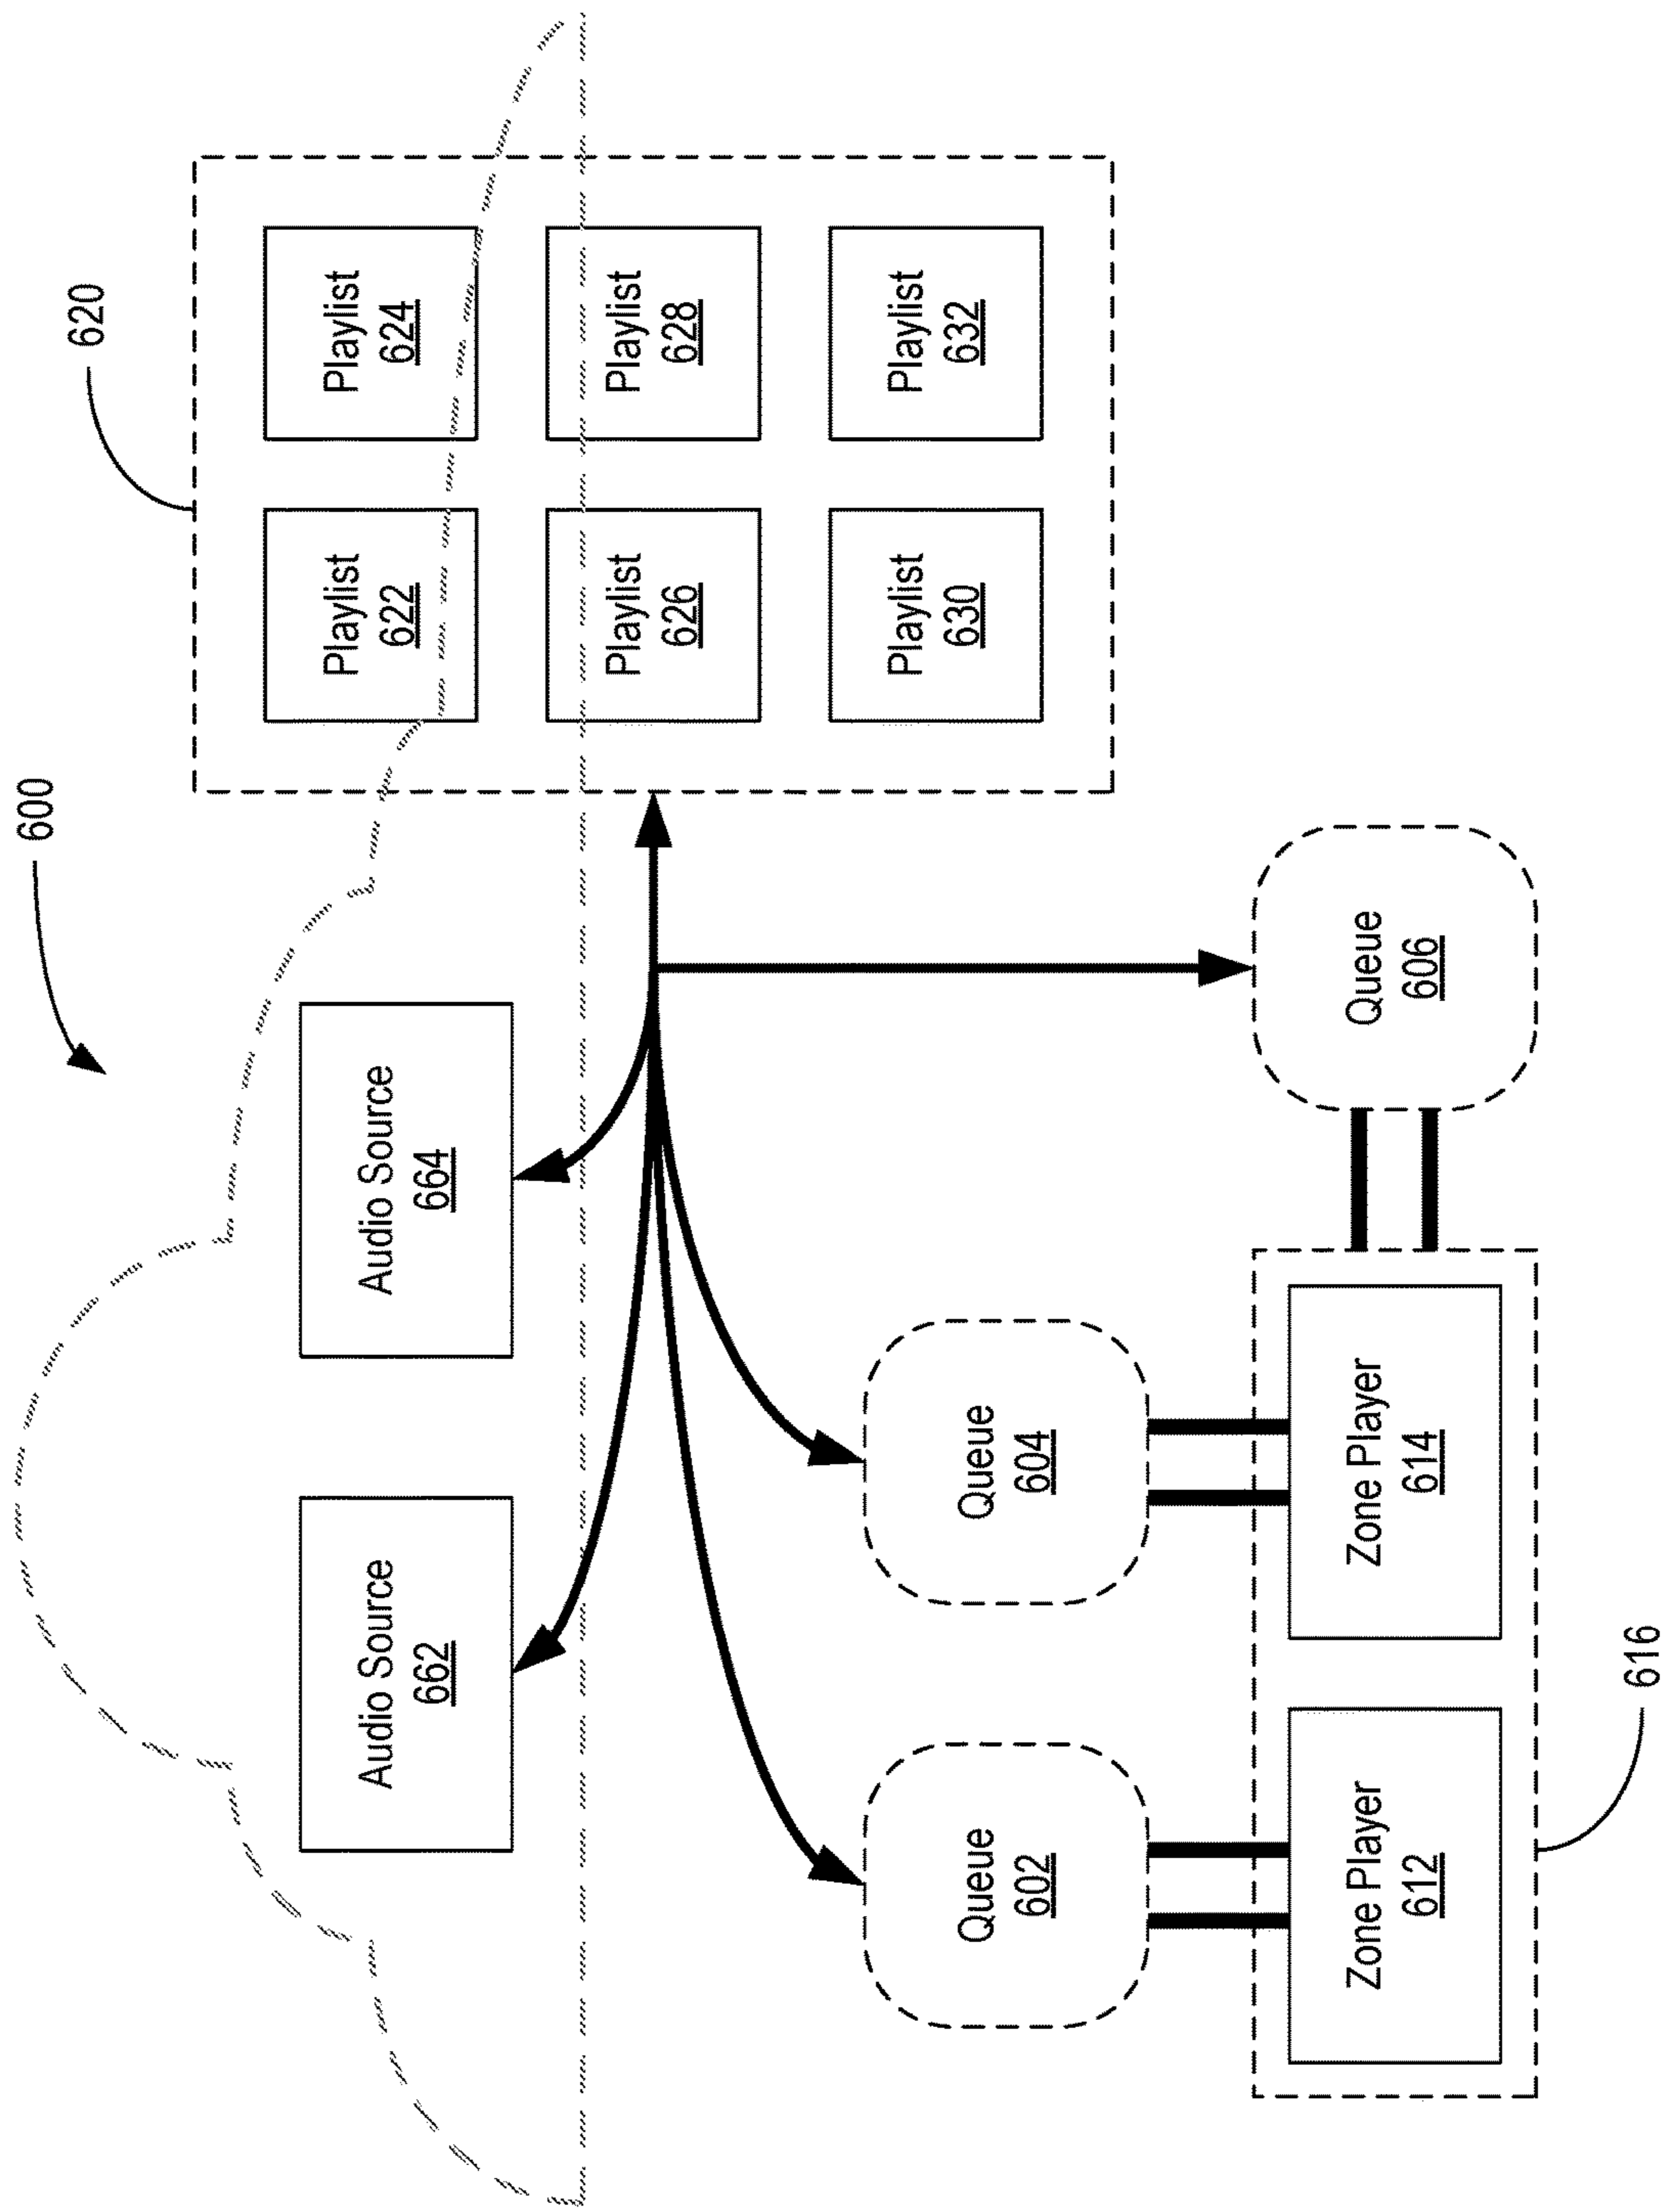 600
620
Audio Source
662
Audio Source
664
Playlist
622
Playlist
624
Playlist
626
Playlist
628
Playlist
630
Playlist
632
Queue
602
Queue
604
Queue
606
Zone Player
612
Zone Player
614
616